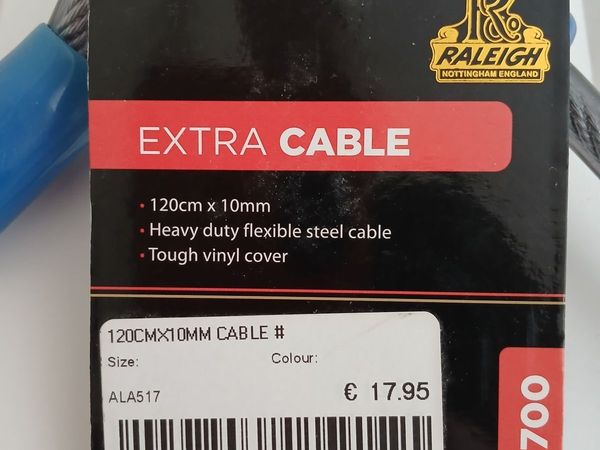 RALEIGH
NOTTINGHAM ENGLAND
EXTRA CABLE
• 120cm x 10mm
• Heavy duty flexible steel cable
• Tough vinyl cover
120CMX10MM CABLE #
Size: Colour:
ALA517 € 17.95
700